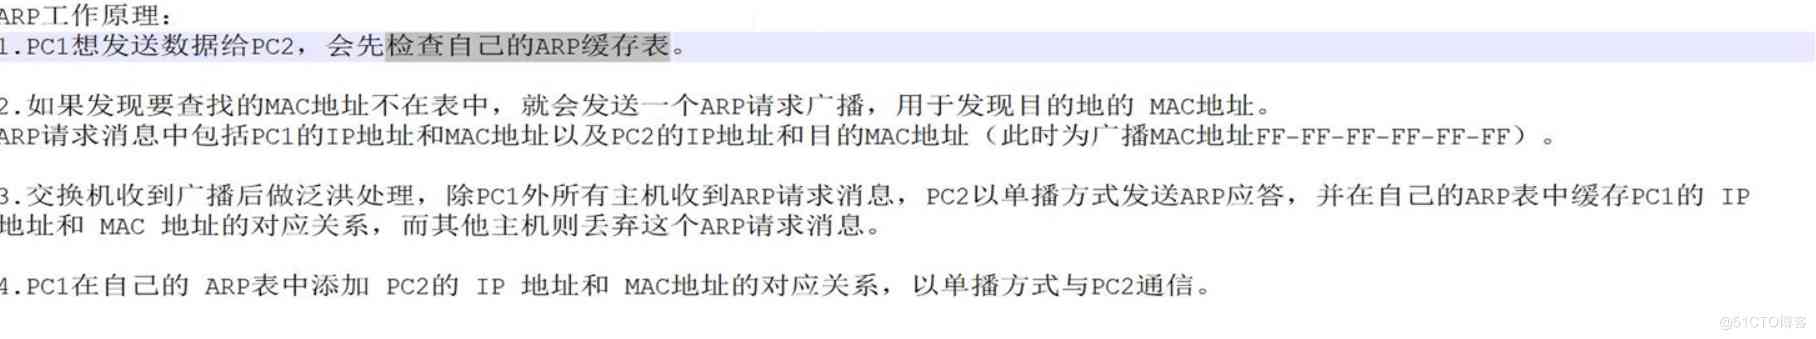 ARP工作原理：
1.PC1想发送数据给PC2，会先检查自己的ARP缓存表。
2.如果发现要查找的MAC地址不在表中，就会发送一个ARP请求广播，用于发现目的地的 MAC地址。
ARP请求消息中包括PC1的IP地址和MAC地址以及PC2的IP地址和目的MAC地址（此时为广播MAC地址FF-FF-FF-FF-FF-FF）。
3.交换机收到广播后做泛洪处理，除PC1外所有主机收到ARP请求消息，PC2以单播方式发送ARP应答，并在自己的ARP表中缓存PC1的 IP
地址和 MAC 地址的对应关系，而其他主机则丢弃这个ARP请求消息。
4.PC1在自己的 ARP表中添加 PC2的 IP 地址和 MAC地址的对应关系，以单播方式与PC2通信。
@51CTO博客